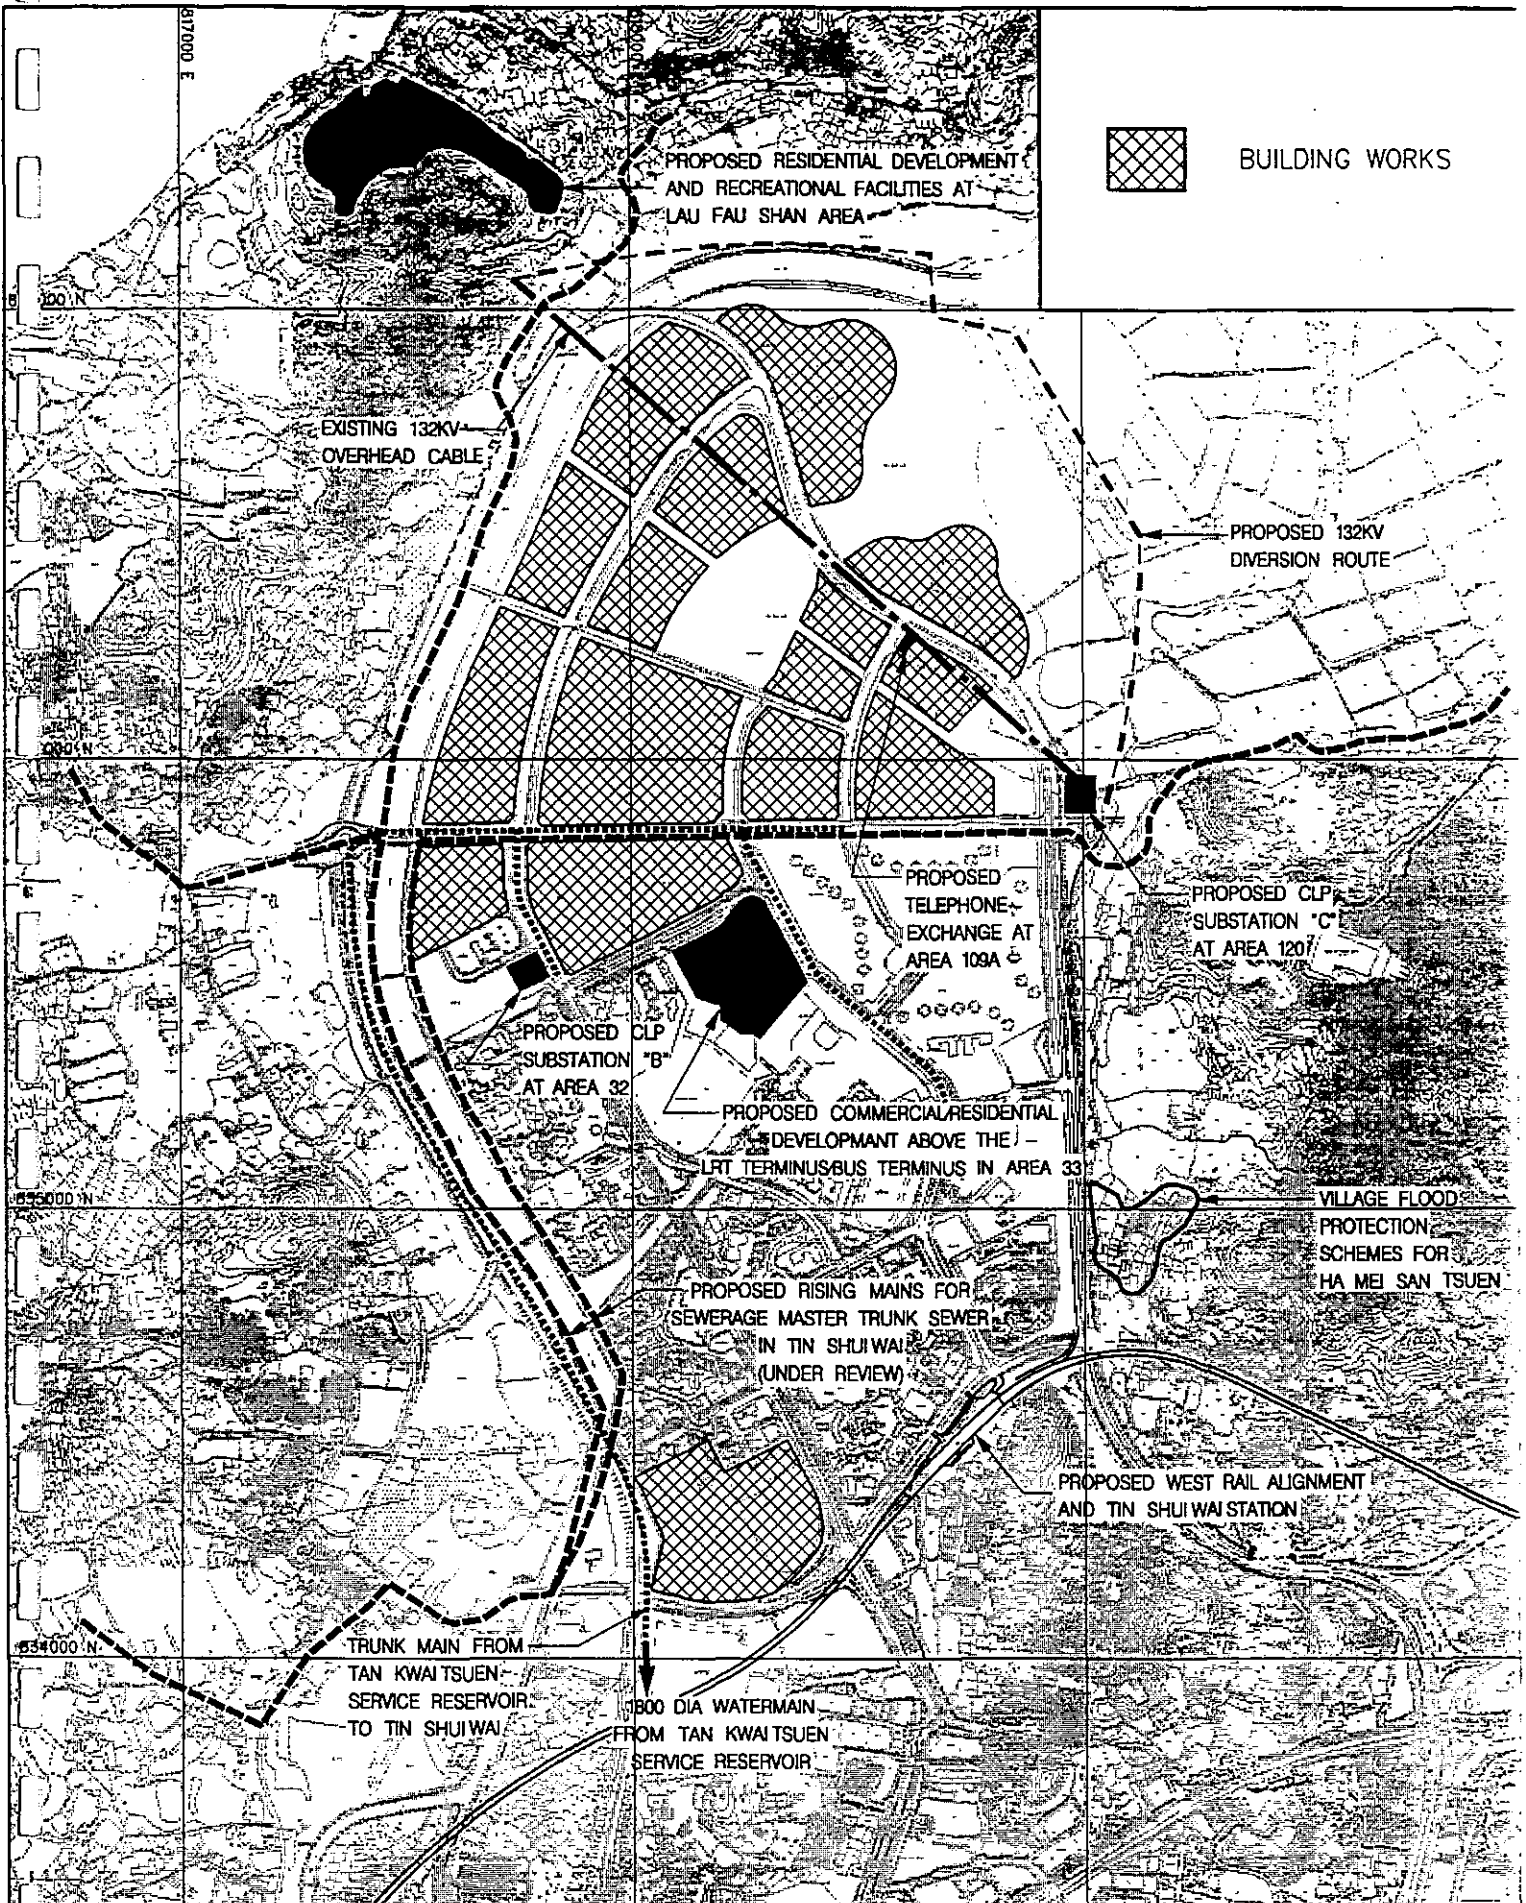 817000 E
BUILDING WORKS
PROPOSED RESIDENTIAL DEVELOPMENT
AND RECREATIONAL FACILITIES AT
LAU FAU SHAN AREA
EXISTING 132KV
OVERHEAD CABLE
PROPOSED 132KV
DIVERSION ROUTE
PROPOSED
TELEPHONE
EXCHANGE AT
AREA 109A
PROPOSED CLP
SUBSTATION "C"
AT AREA 120
PROPOSED CLP
SUBSTATION "B"
AT AREA 32
PROPOSED COMMERCIAL/RESIDENTIAL
DEVELOPMANT ABOVE THE
LRT TERMINUS/BUS TERMINUS IN AREA 33
835000 N
VILLAGE FLOOD
PROTECTION
SCHEMES FOR
HA MEI SAN TSUEN
PROPOSED RISING MAINS FOR
SEWERAGE MASTER TRUNK SEWER
IN TIN SHUI WAI
(UNDER REVIEW)
PROPOSED WEST RAIL ALIGNMENT
AND TIN SHUI WAI STATION
834000 N
TRUNK MAIN FROM
TAN KWAI TSUEN
SERVICE RESERVOIR
TO TIN SHUI WAI
1800 DIA WATERMAIN
FROM TAN KWAI TSUEN
SERVICE RESERVOIR